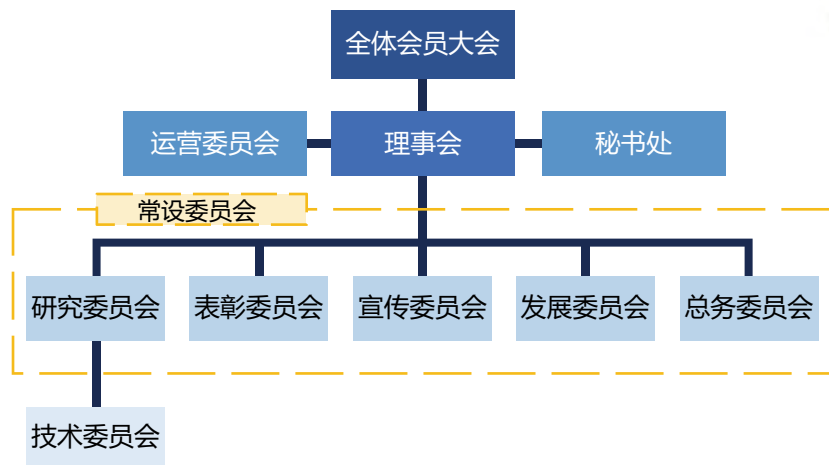 全体会员大会
运营委员会
理事会
秘书处
常设委员会
研究委员会
表彰委员会
宣传委员会
发展委员会
总务委员会
技术委员会